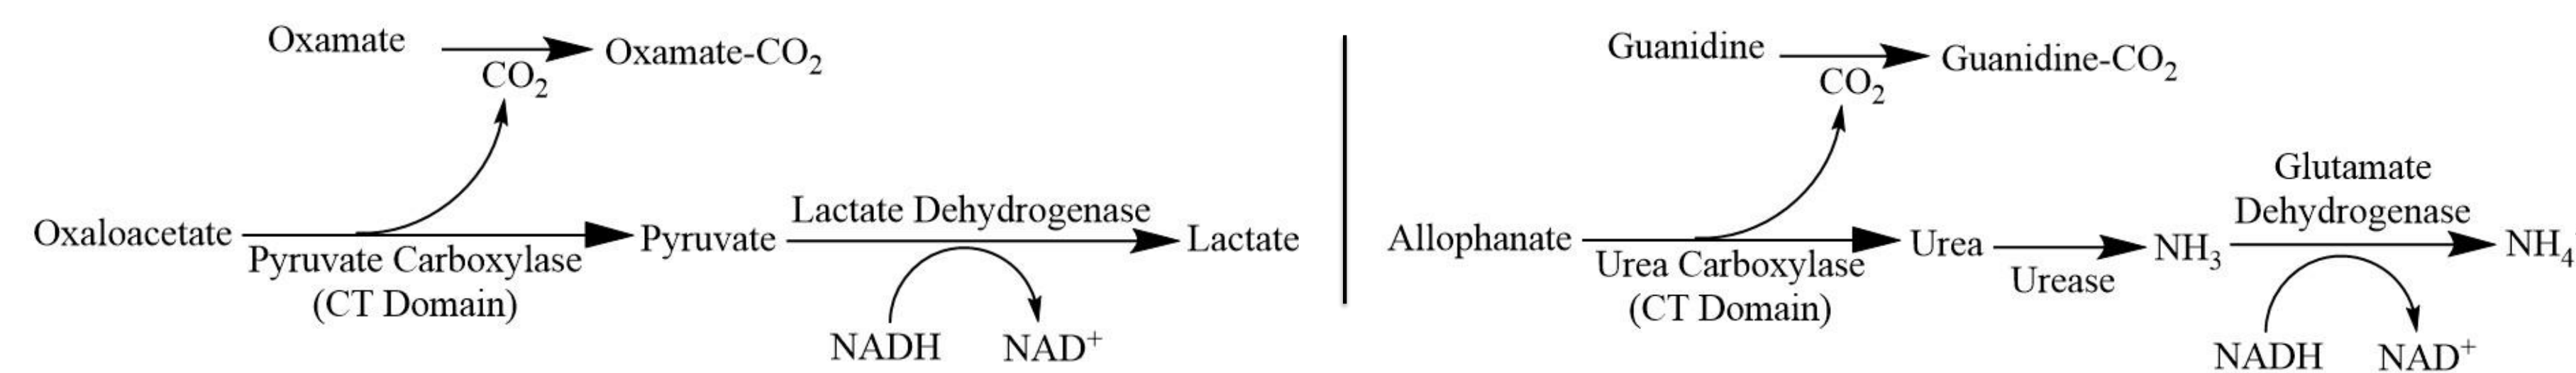 Oxamate
Oxamate-CO₂
CO₂
Oxaloacetate
Pyruvate Carboxylase
(CT Domain)
Pyruvate
Lactate Dehydrogenase
Lactate
NADH
NAD⁺
Guanidine
Guanidine-CO₂
CO₂
Allophanate
Urea Carboxylase
(CT Domain)
Urea
Urease
NH₃
Glutamate
Dehydrogenase
NH₄
NADH
NAD⁺